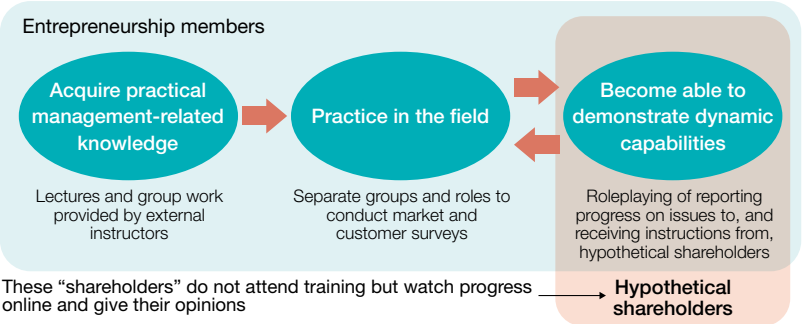 Entrepreneurship members
Acquire practical
management-related
knowledge
Lectures and group work
provided by external
instructors
Practice in the field
Separate groups and roles to
conduct market and
customer surveys
Become able to
demonstrate dynamic
capabilities
Roleplaying of reporting
progress on issues to, and
receiving instructions from,
hypothetical shareholders
These “shareholders” do not attend training but watch progress
online and give their opinions
Hypothetical
shareholders